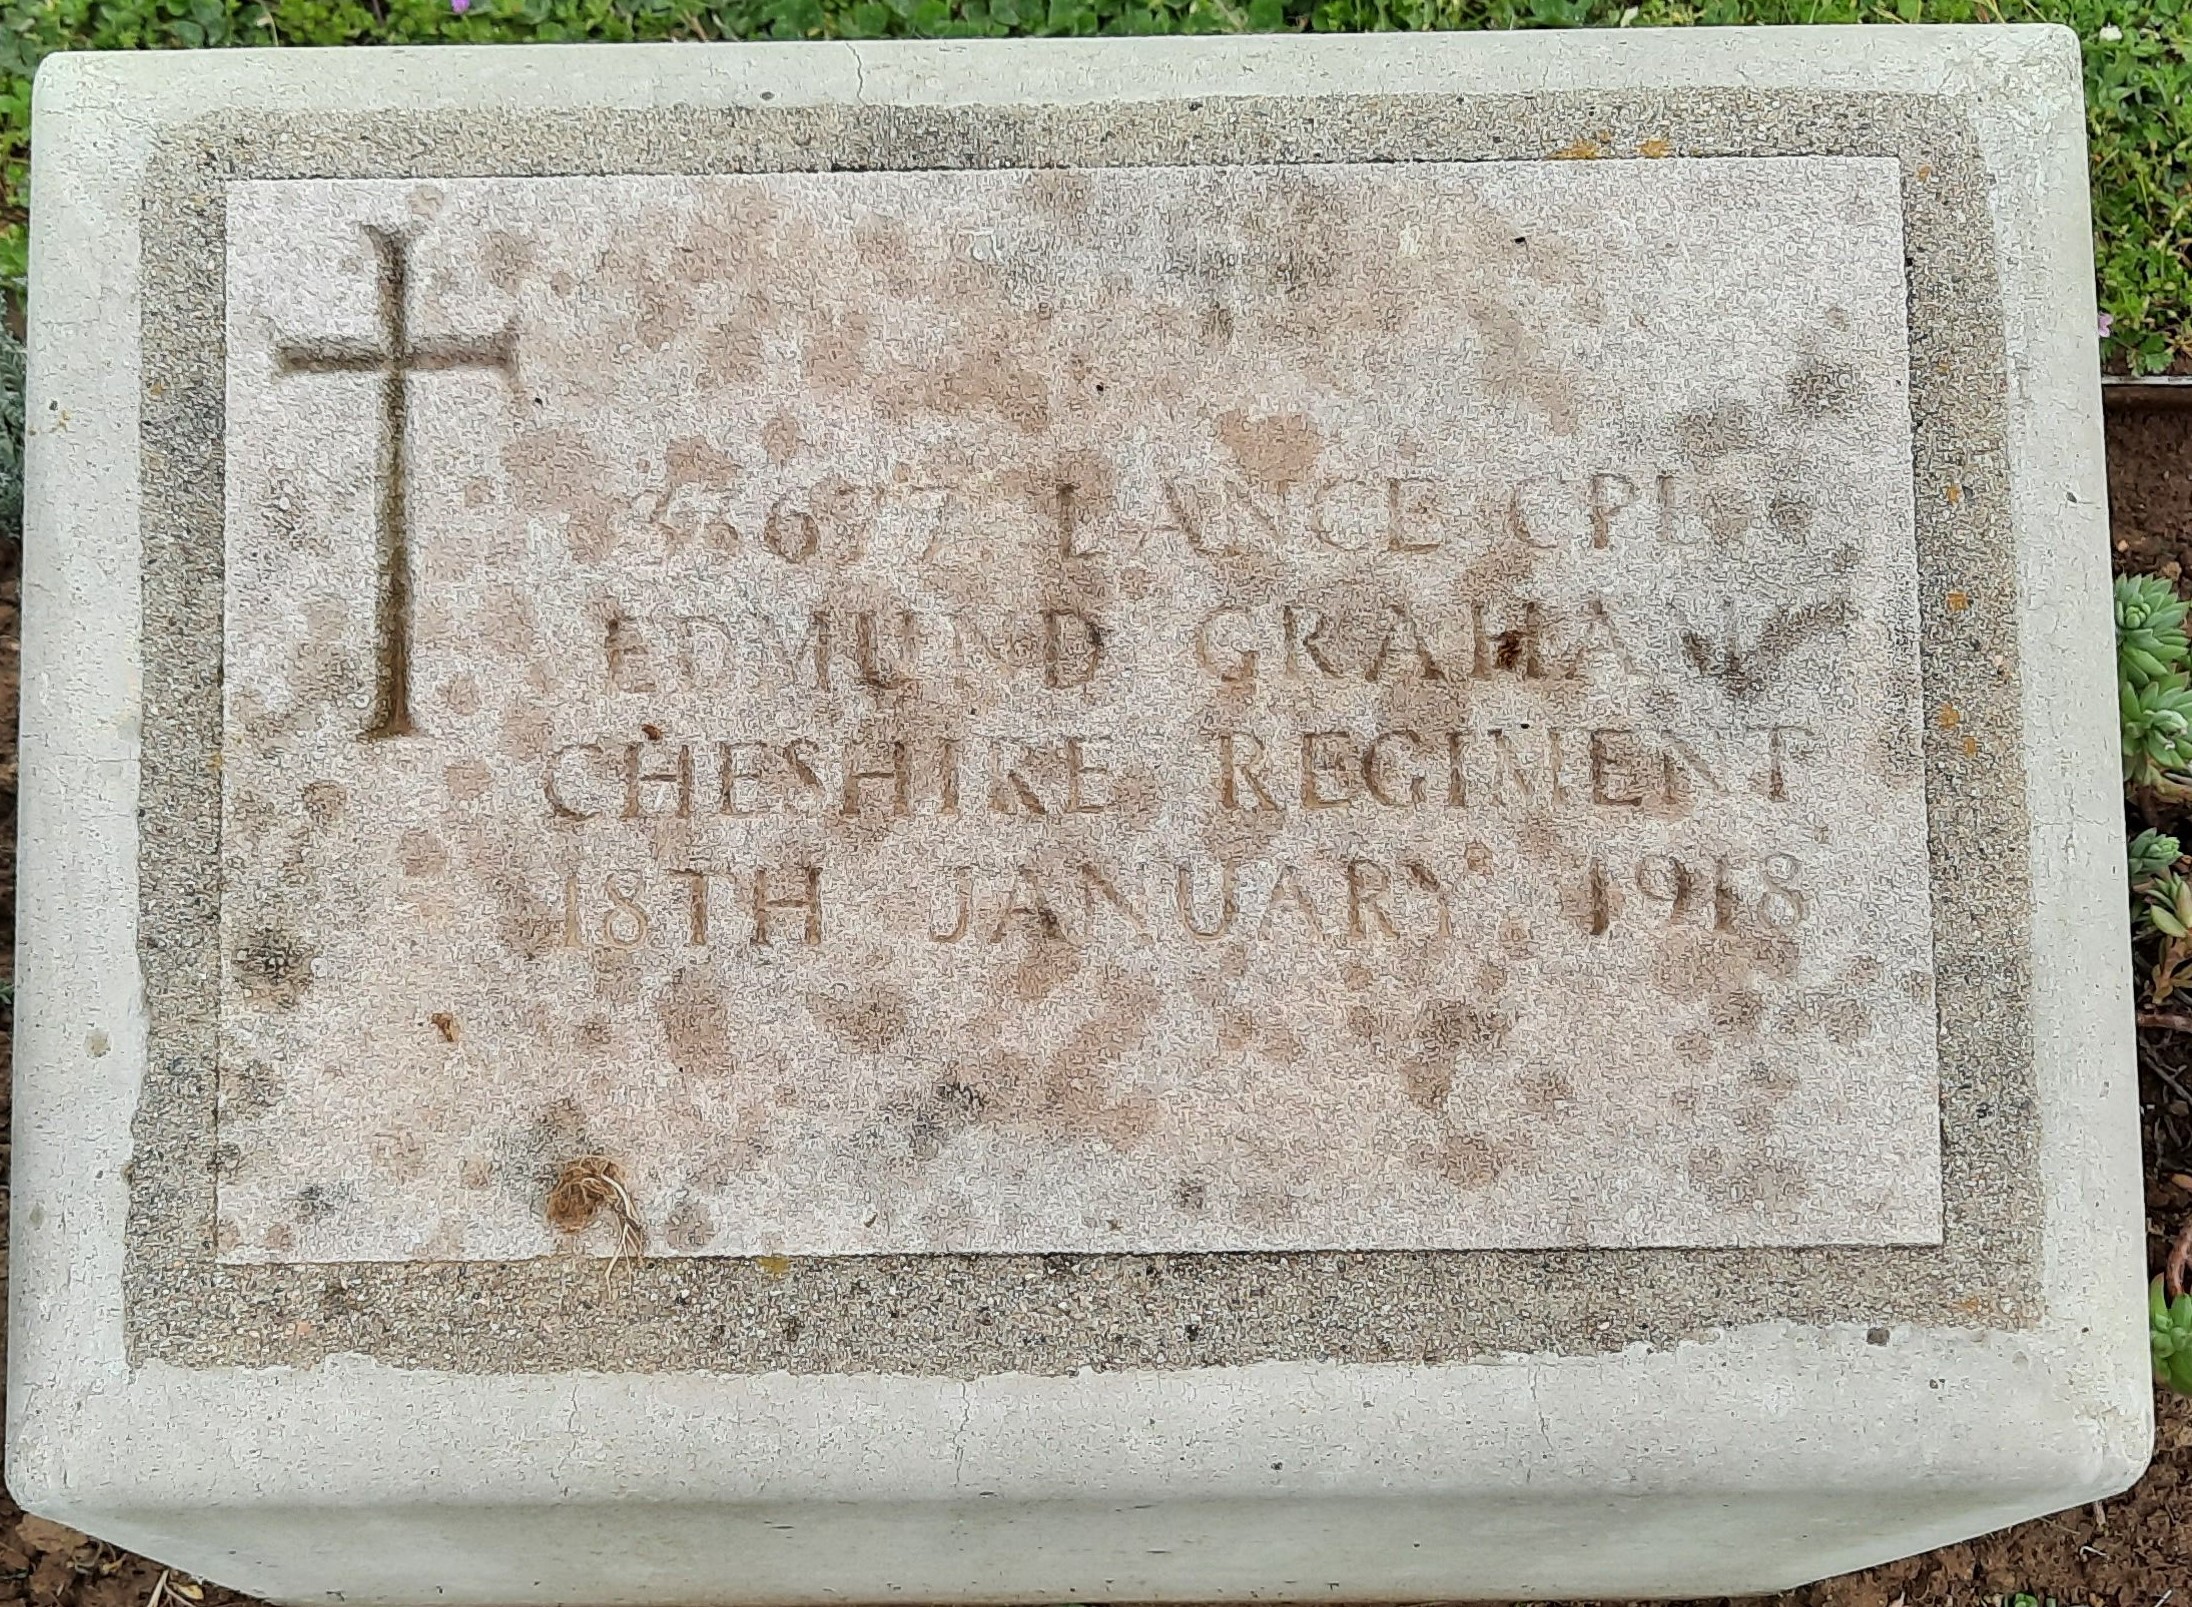 LANCE CPL
EDMUND GRAHAM
CHESHIRE REGIMENT
18TH JANUARY 1918